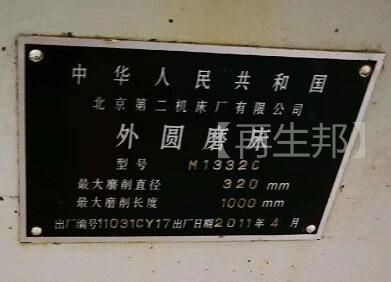 中华人民共和国
北京第二机床厂有限公司
外圆磨床
型号 M1332C
最大磨削直径 320 mm
最大磨削长度 1000 mm
出厂编号11031CY17出厂日期2011年4月
【再生邦】